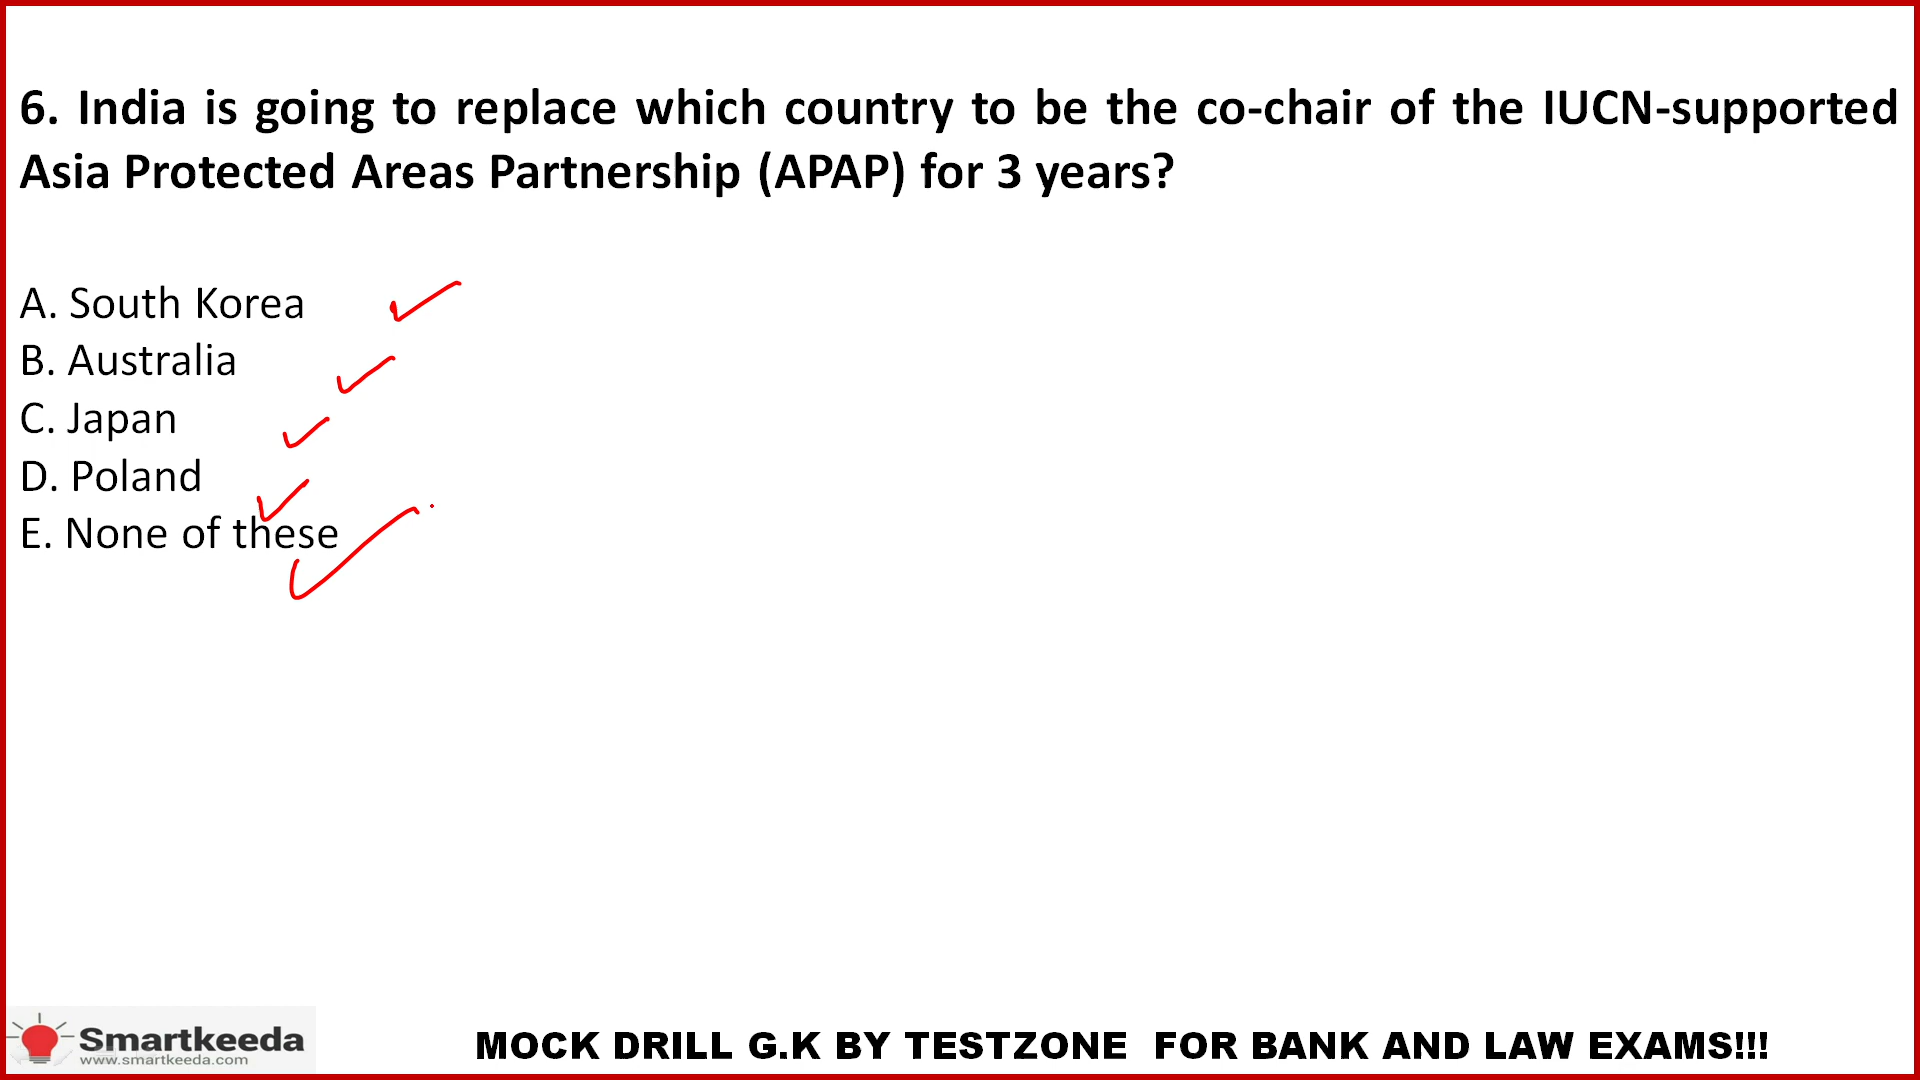 6. India is going to replace which country to be the co-chair of the IUCN-supported
Asia Protected Areas Partnership (APAP) for 3 years?
A. South Korea
B. Australia
C. Japan
D. Poland
E. None of these
Smartkeeda
www.smartkeeda.com
MOCK DRILL G.K BY TESTZONE FOR BANK AND LAW EXAMS!!!